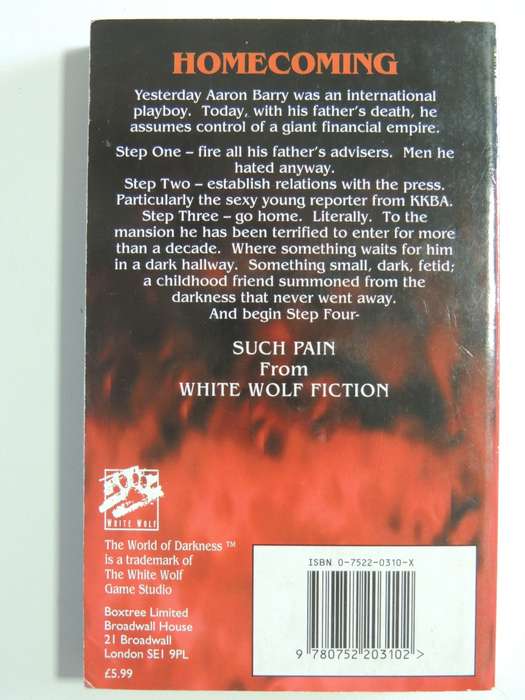 HOMECOMING
Yesterday Aaron Barry was an international
playboy. Today, with his father's death, he
assumes control of a giant financial empire.
Step One – fire all his father's advisers. Men he
hated anyway.
Step Two – establish relations with the press.
Particularly the sexy young reporter from KKBA.
Step Three – go home. Literally. To the
mansion he has been terrified to enter for more
than a decade. Where something waits for him
in a dark hallway. Something small, dark, fetid;
a childhood friend summoned from the
darkness that never went away.
And begin Step Four-
SUCH PAIN
From
WHITE WOLF FICTION
WHITE WOLF
The World of Darkness ™
is a trademark of
The White Wolf
Game Studio
Boxtree Limited
Broadwall House
21 Broadwall
London SE1 9PL
£5.99
ISBN 0-7522-0310-X
9 780752 203102 >